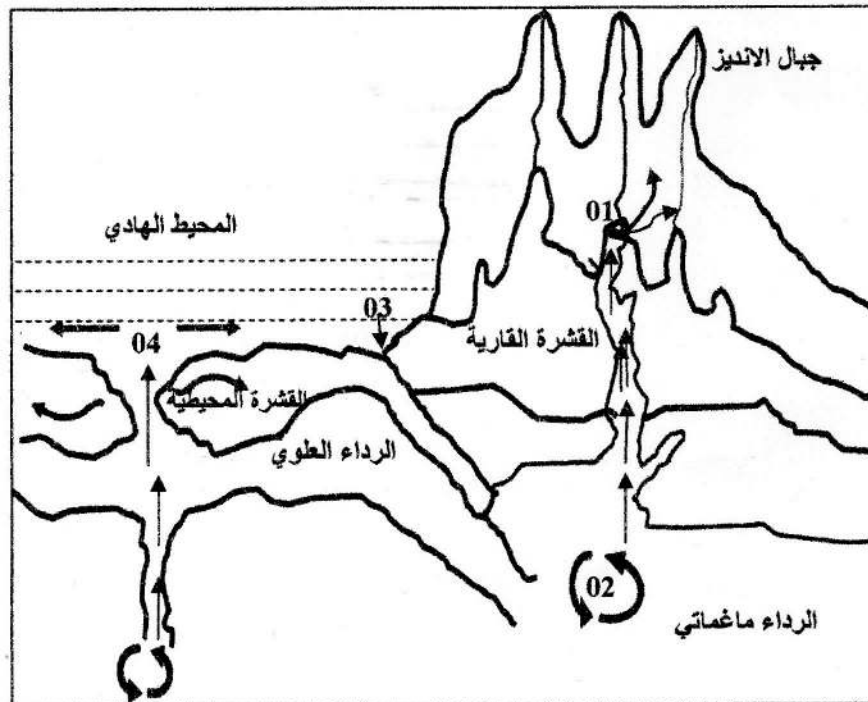 جبال الانديز
01
المحيط الهادي
03
04
القشرة القارية
القشرة المحيطية
الرداء العلوي
02
الرداء ماغماتي